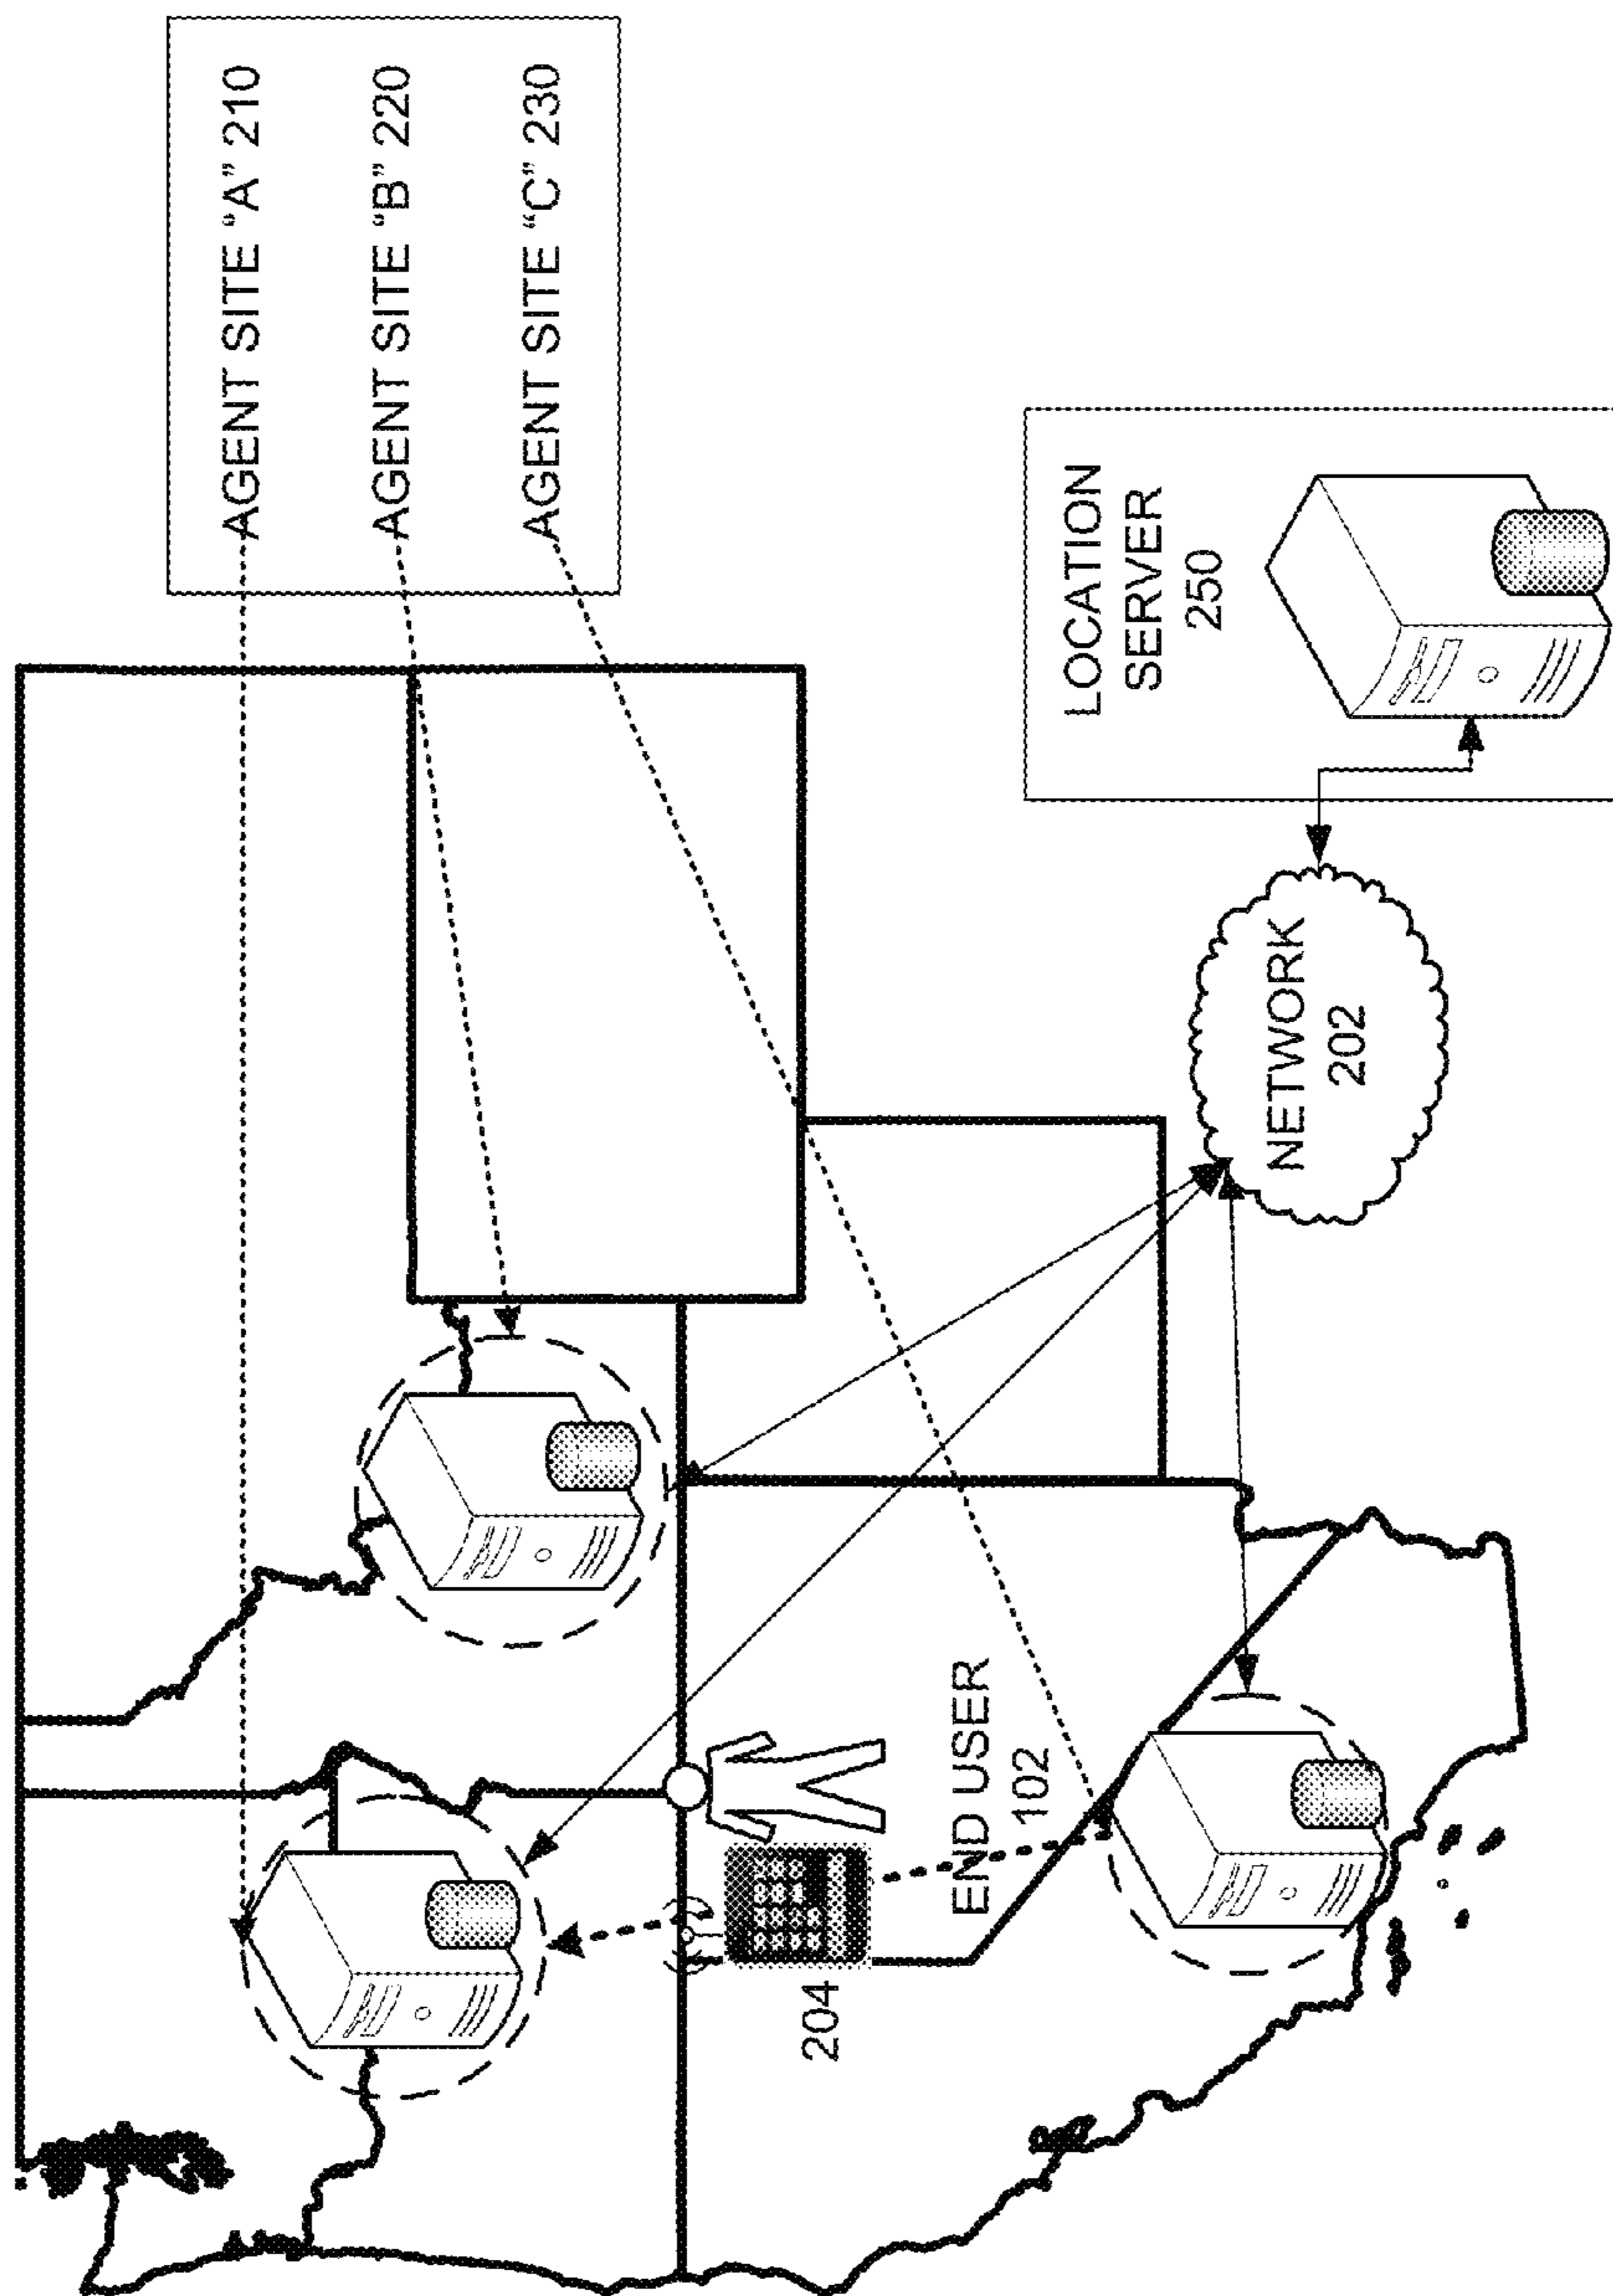 AGENT SITE “A” 210
AGENT SITE “B” 220
AGENT SITE “C” 230
LOCATION
SERVER
250
NETWORK
202
END USER
102
204